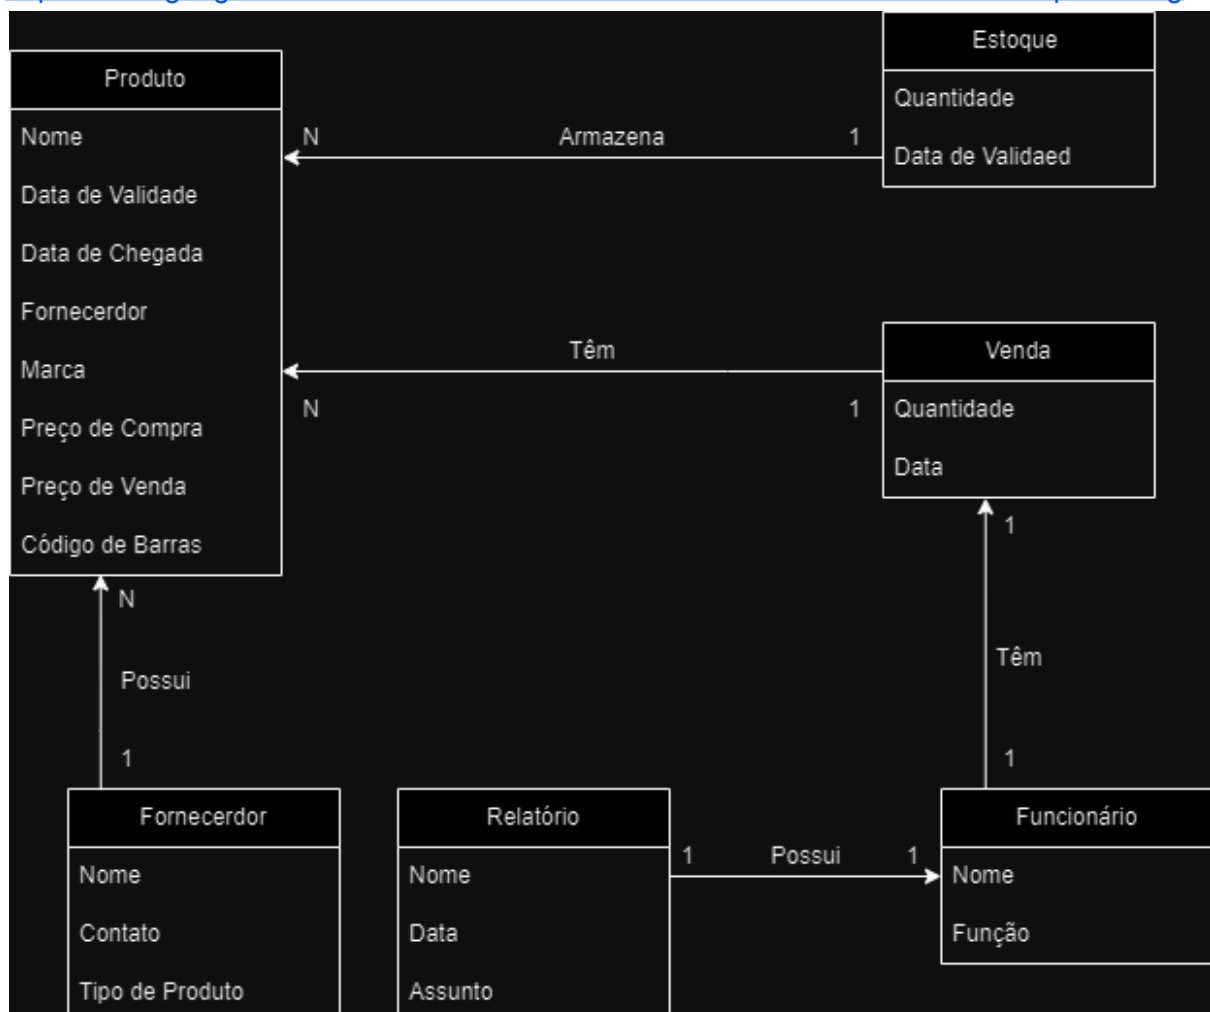 Estoque
Quantidade
Data de Validaed
Produto
Nome
Data de Validade
Data de Chegada
Fornecerdor
Marca
Preço de Compra
Preço de Venda
Código de Barras
N
Armazena
1
Têm
N
1
Venda
Quantidade
Data
1
Têm
1
N
Possui
1
Fornecerdor
Nome
Contato
Tipo de Produto
Relatório
Nome
Data
Assunto
1
Possui
1
Funcionário
Nome
Função